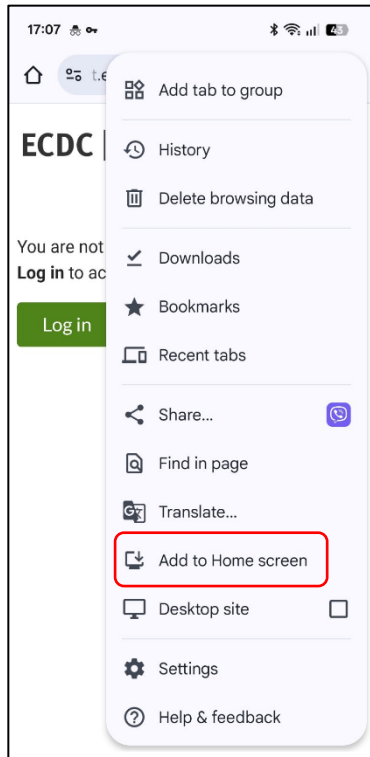 17:07 43
t.e
Add tab to group
ECDC |
History
Delete browsing data
You are not
Log in to ac
Downloads
Bookmarks
Log in
Recent tabs
Share...
Find in page
Translate...
Add to Home screen
Desktop site
Settings
Help & feedback